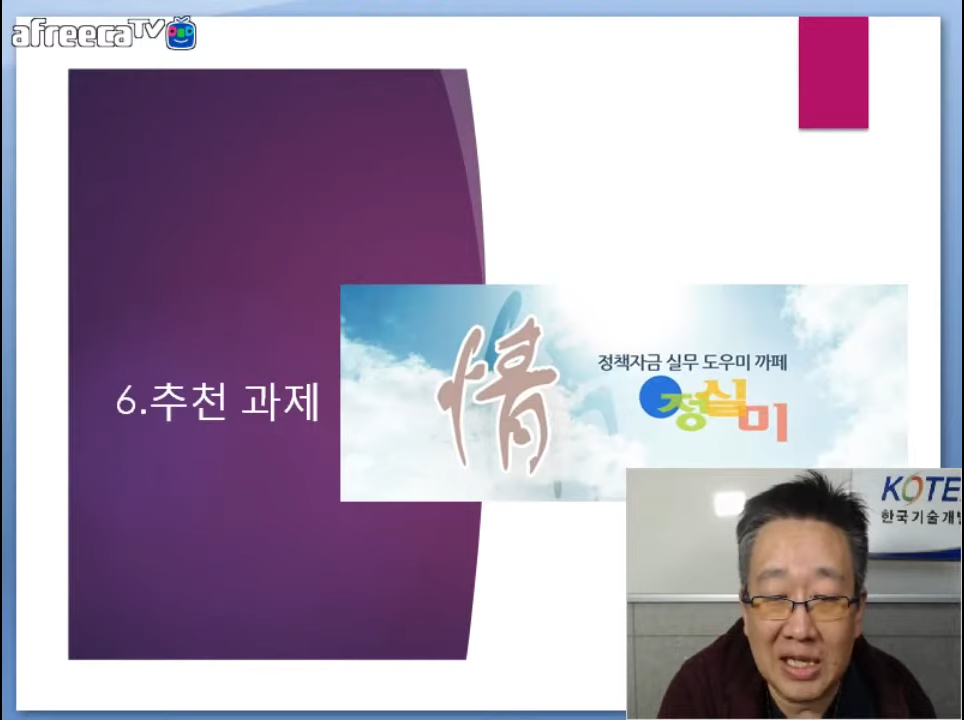 afreecaTV
6.추천 과제
情
정책자금 실무 도우미 까페
정실미
KOTE
한국기술개발